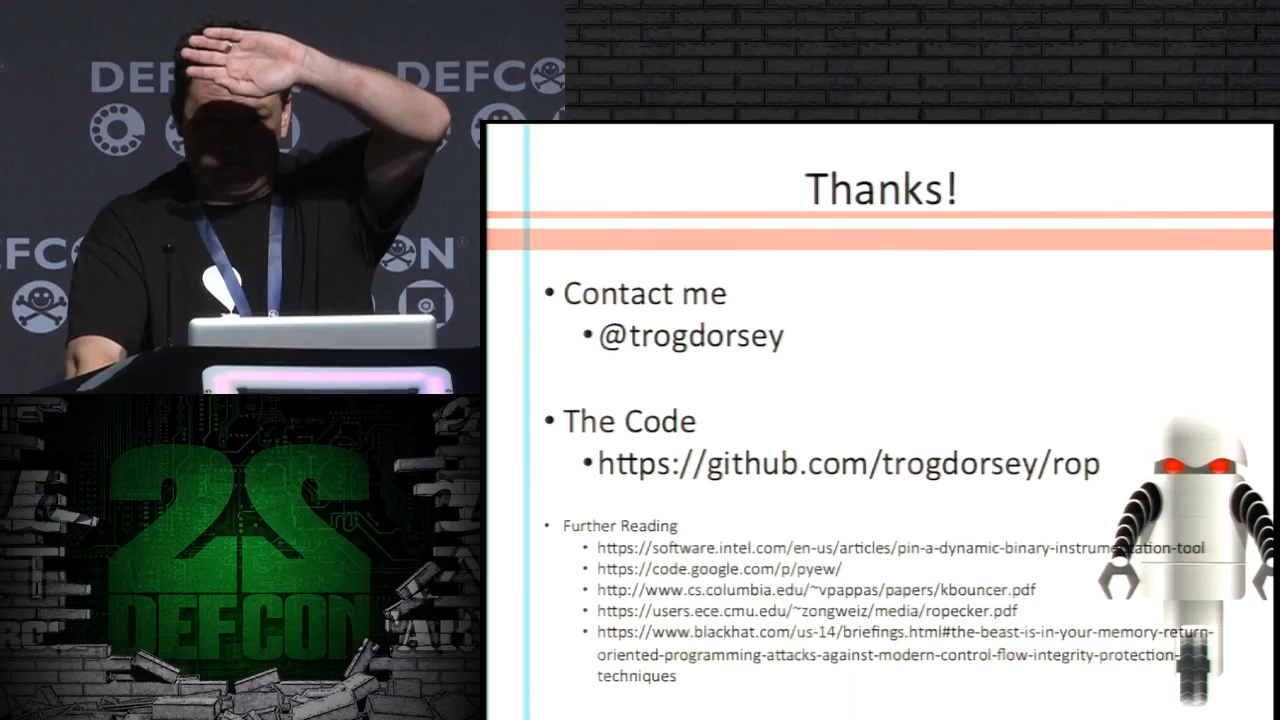 DEFCON
Thanks!
• Contact me
• @trogdorsey
• The Code
• https://github.com/trogdorsey/rop
• Further Reading
• https://software.intel.com/en-us/articles/pin-a-dynamic-binary-instrumentation-tool
• https://code.google.com/p/pyew/
• http://www.cs.columbia.edu/~vpappas/papers/kbouncer.pdf
• https://users.ece.cmu.edu/~zongweiz/media/ropecker.pdf
• https://www.blackhat.com/us-14/briefings.html#the-beast-is-in-your-memory-return-
oriented-programming-attacks-against-modern-control-flow-integrity-protection-
techniques
22
DEFCON